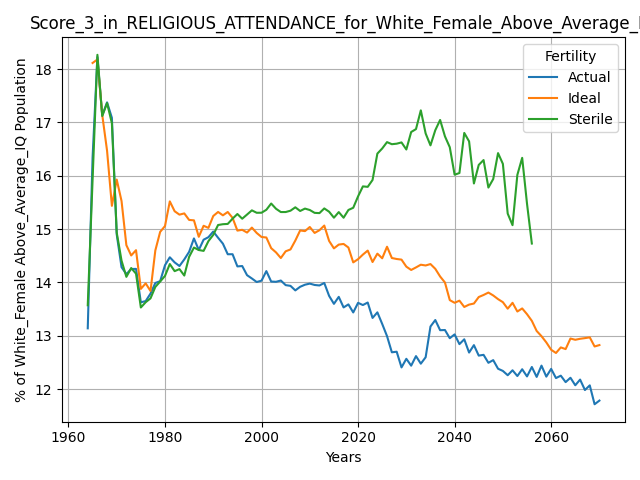 Score_3_in_RELIGIOUS_ATTENDANCE_for_White_Female_Above_Average_I
% of White_Female Above_Average_IQ Population
18
17
16
15
14
13
12
1960
1980
2000
2020
2040
2060
Years
Fertility
Actual
Ideal
Sterile